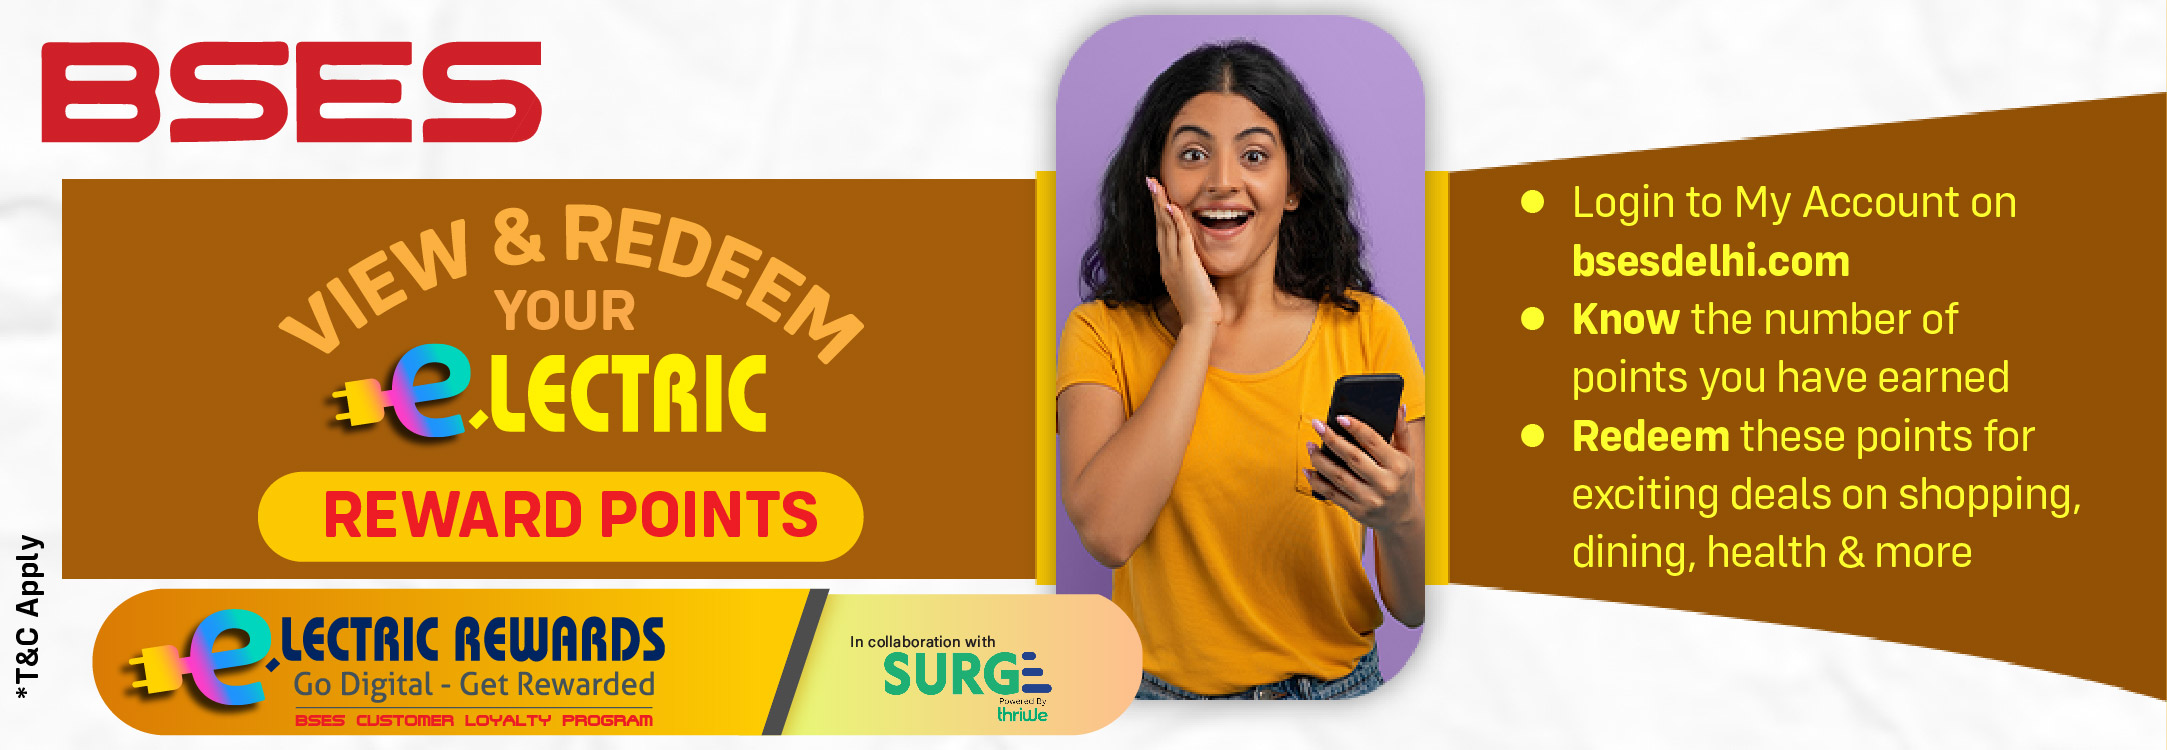 BSES
VIEW & REDEEM
YOUR
e.LECTRIC
REWARD POINTS
*T&C Apply
e.LECTRIC REWARDS
Go Digital - Get Rewarded
BSES CUSTOMER LOYALTY PROGRAM
In collaboration with
SURGE
Powered By
thriwe
Login to My Account on
bsesdelhi.com
Know the number of
points you have earned
Redeem these points for
exciting deals on shopping,
dining, health & more